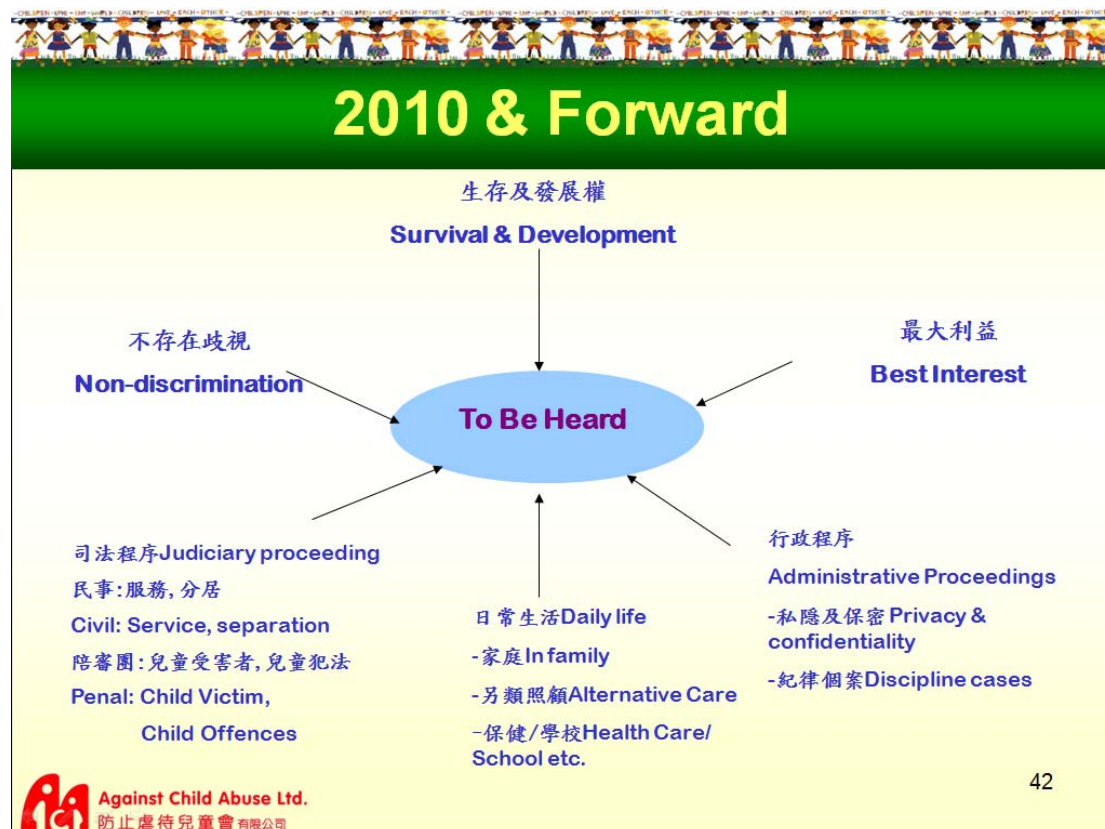 2010 & Forward
生存及發展權
Survival & Development
不存在歧視
Non-discrimination
最大利益
Best Interest
To Be Heard
司法程序Judiciary proceeding
民事:服務,分居
Civil: Service, separation
陪審團:兒童受害者,兒童犯法
Penal: Child Victim,
Child Offences
日常生活Daily life
-家庭In family
-另類照顧Alternative Care
-保健/學校Health Care/
School etc.
行政程序
Administrative Proceedings
-私隱及保密 Privacy &
confidentiality
-紀律個案Discipline cases
42
Against Child Abuse Ltd.
防止虐待兒童會 有限公司